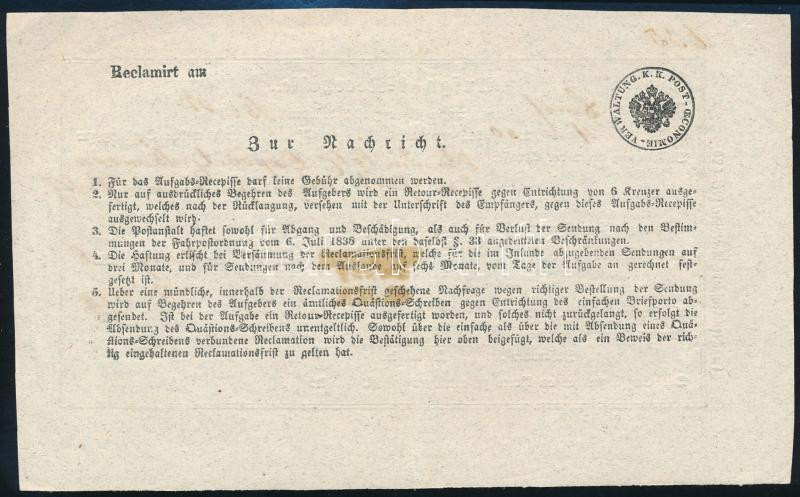 Reclamirt am
VERWALTUNG. K. K. POST - ŒCONOMIE -
Zur Nachricht.
1. Für das Aufgabs-Recepisse darf keine Gebühr abgenommen werden.
2. Nur auf ausdrückliches Begehren des Aufgebers wird ein Retour-Recepisse gegen Entrichtung von 6 Kreuzer ausge-
fertigt, welches nach der Rücklangung, versehen mit der Unterschrift des Empfängers, gegen dieses Aufgabs-Recepisse
ausgewechselt wird.
3. Die Postanstalt haftet sowohl für Abgang und Beschädigung, als auch für Verlust der Sendung nach den Bestim-
mungen der Fahrpostordnung vom 6. Juli 1838 unter den daselbst §. 33 angedeuteten Beschränkungen.
4. Die Haftung erlischt bei Versäumung der Reclamationsfrist, welche für die im Inlande abzugebenden Sendungen auf
drei Monate, und für Sendungen nach dem Auslande auf sechs Monate, vom Tage der Aufgabe an gerechnet fest-
gesetzt ist.
5. Ueber eine mündliche, innerhalb der Reclamationsfrist geschehene Nachfrage wegen richtiger Bestellung der Sendung
wird auf Begehren des Aufgebers ein ämtliches Quästions-Schreiben gegen Entrichtung des einfachen Briefporto ab-
gesendet. Ist bei der Aufgabe ein Retour-Recepisse ausgefertigt worden, und solches nicht zurückgelangt, so erfolgt die
Absendung des Quästions-Schreibens unentgeltlich. Sowohl über die einfache als über die mit Absendung eines Quä-
stions-Schreibens verbundene Reclamation wird die Bestätigung hier oben beigefügt, welche als ein Beweis der rich-
tig eingehaltenen Reclamationsfrist zu gelten hat.